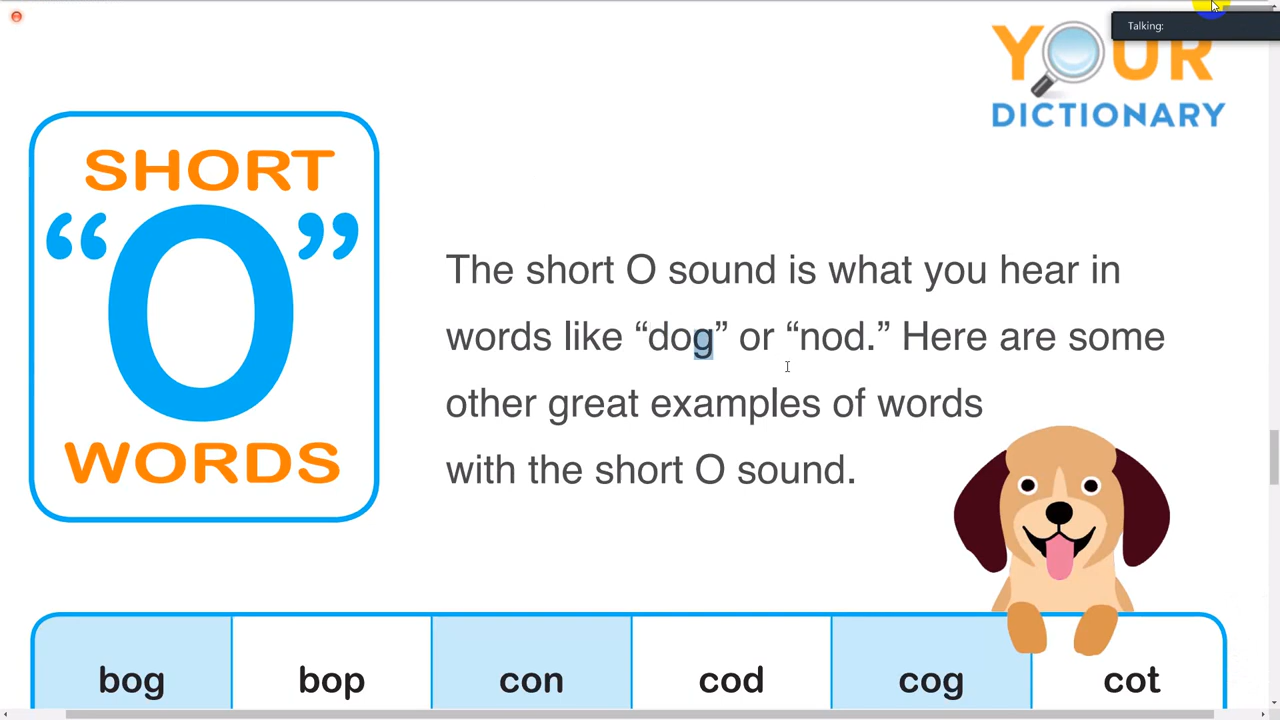 Talking:
YOUR
DICTIONARY
SHORT
“O”
WORDS
The short O sound is what you hear in
words like “dog” or “nod.” Here are some
other great examples of words
with the short O sound.
bog bop con cod cog cot